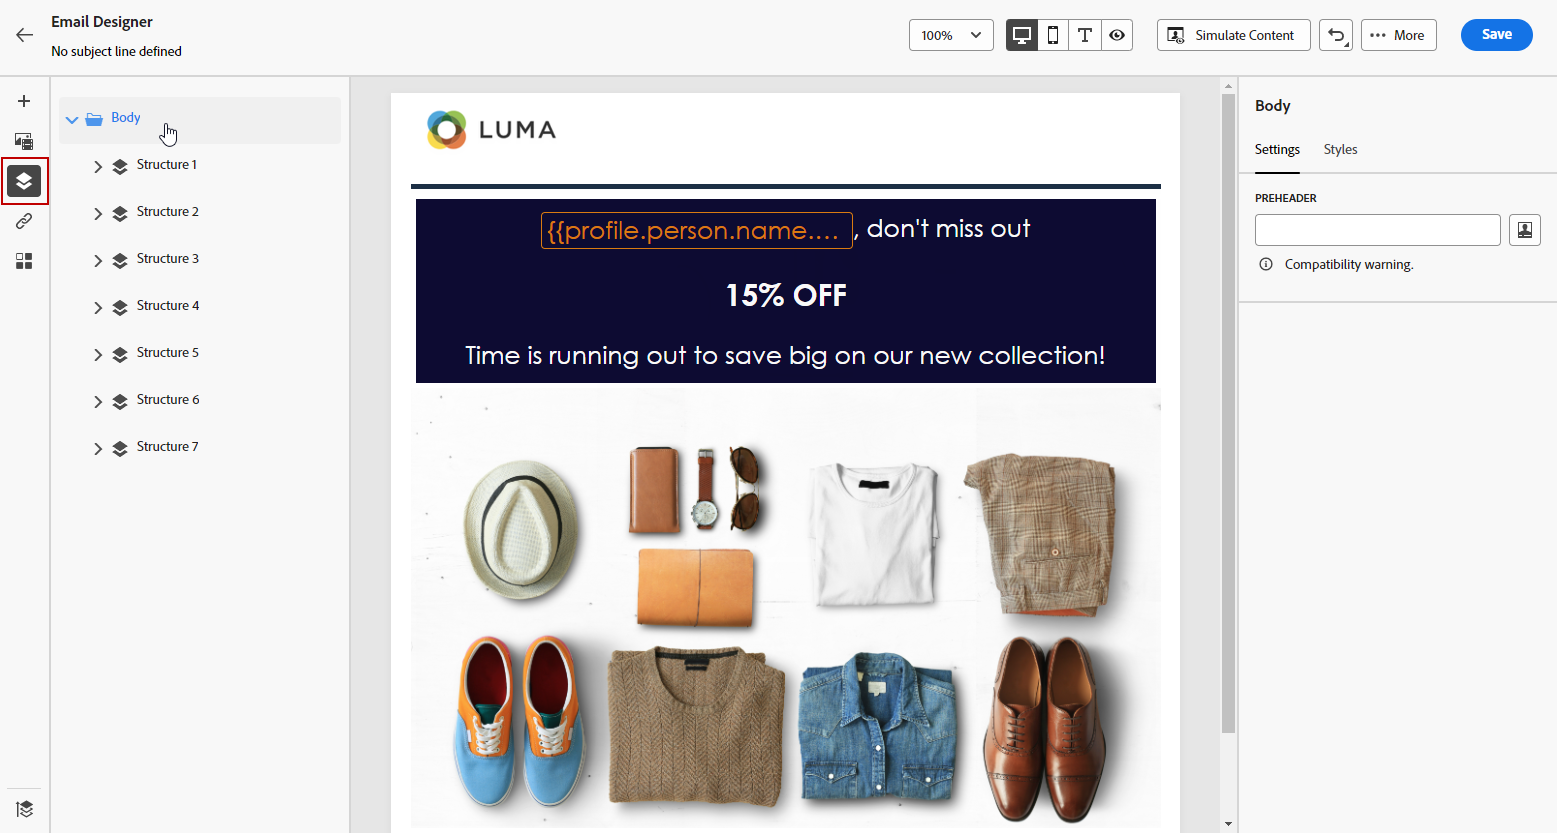 Email Designer
No subject line defined
100%
Simulate Content
More
Save
Body
Structure 1
Structure 2
Structure 3
Structure 4
Structure 5
Structure 6
Structure 7
LUMA
{{profile.person.name.... , don't miss out
15% OFF
Time is running out to save big on our new collection!
Body
Settings
Styles
PREHEADER
Compatibility warning.